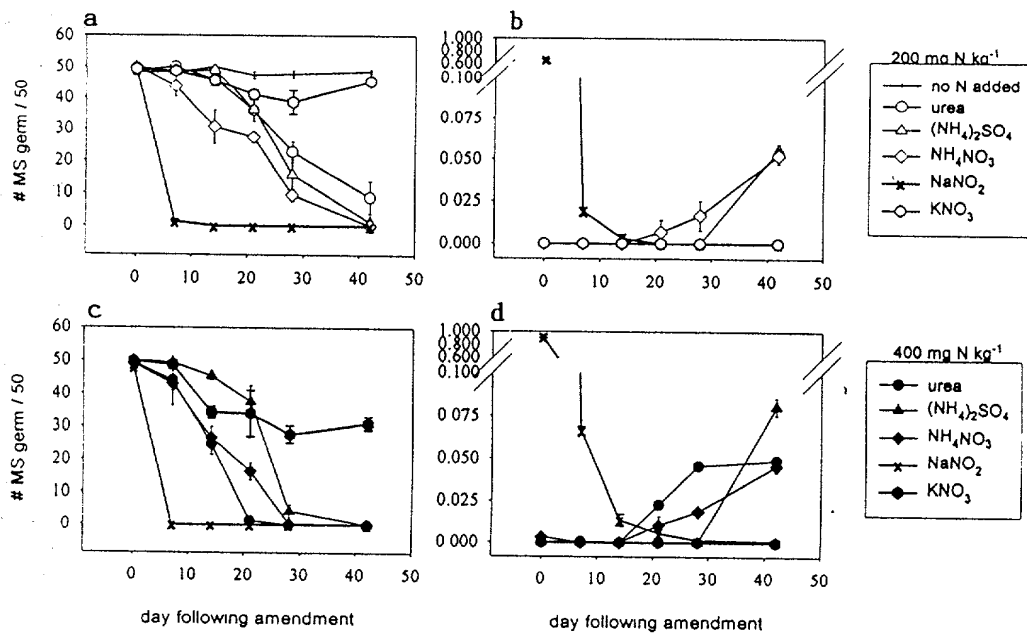 a
# MS germ / 50
60
50
40
30
20
10
0
0 10 20 30 40 50
b
1.000
0.800
0.600
0.100
0.050
0.025
0.000
0 10 20 30 40 50
200 mg N kg-1
no N added
urea
(NH4)2SO4
NH4NO3
NaNO2
KNO3
c
# MS germ / 50
60
50
40
30
20
10
0
0 10 20 30 40 50
day following amendment
d
1.000
0.800
0.600
0.100
0.075
0.050
0.025
0.000
0 10 20 30 40 50
day following amendment
400 mg N kg-1
urea
(NH4)2SO4
NH4NO3
NaNO2
KNO3